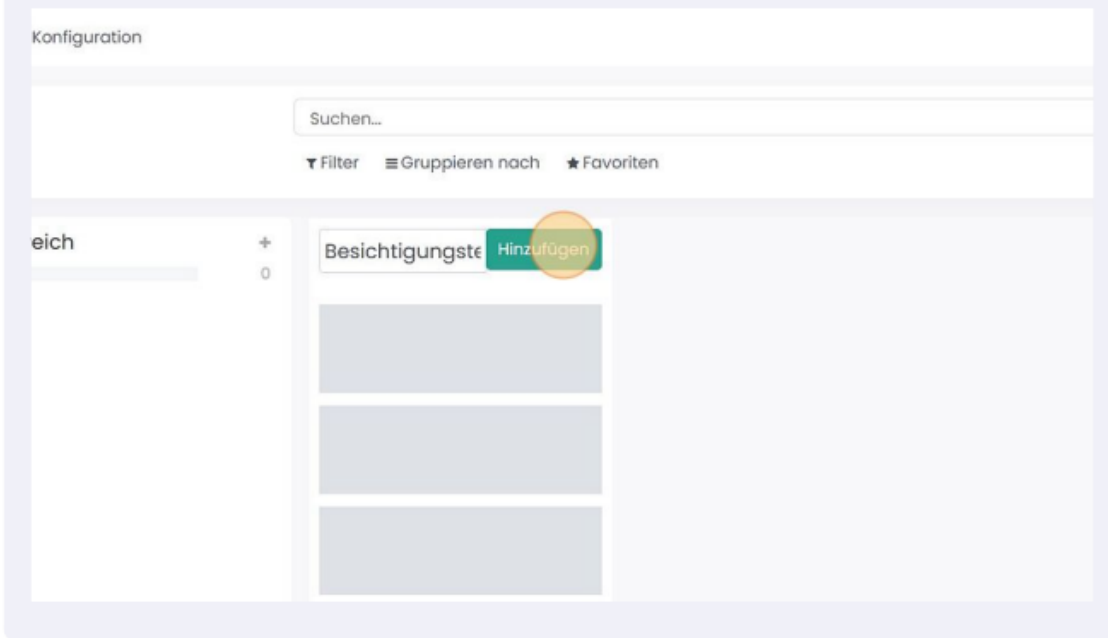 Konfiguration
Suchen...
Filter Gruppieren nach Favoriten
eich +
Besichtigungste Hinzufügen
0